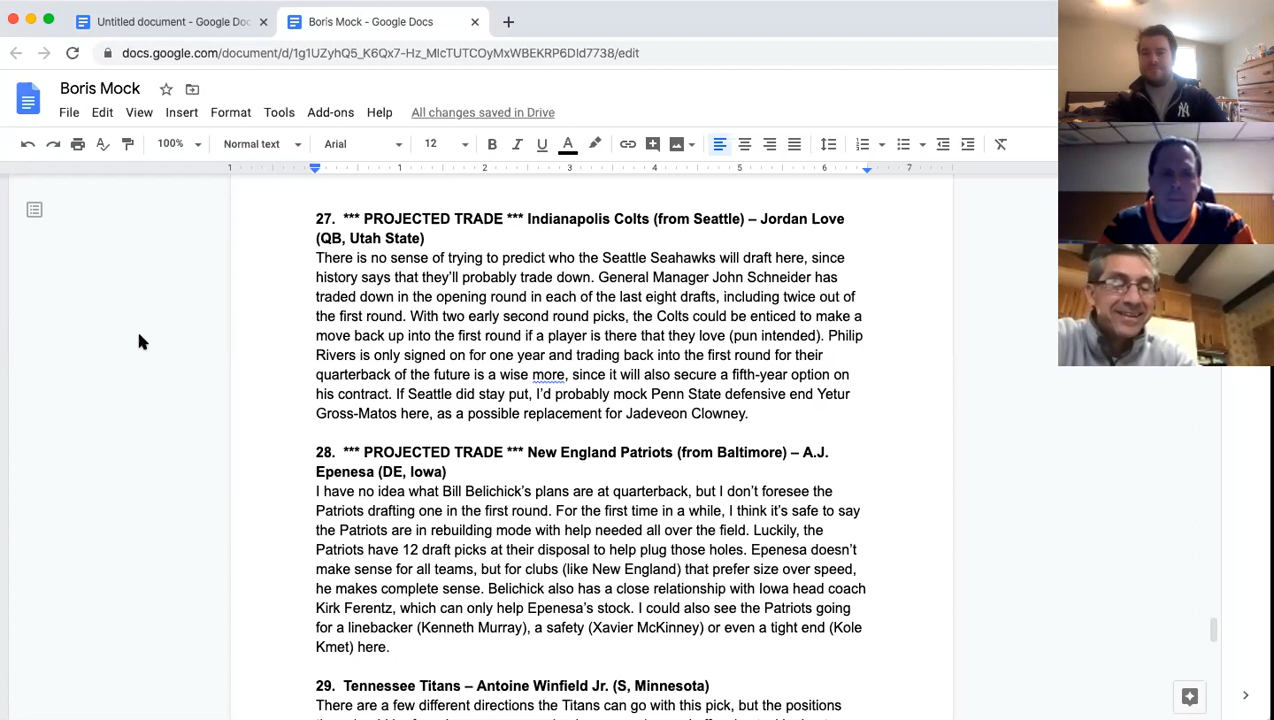 Untitled document - Google Doc
Boris Mock - Google Docs
docs.google.com/document/d/1g1UZyhQ5_K6Qx7-Hz_MlcTUTCOyMxWBEKRP6Dld7738/edit
Boris Mock
File Edit View Insert Format Tools Add-ons Help All changes saved in Drive
100% Normal text Arial 12 B I U A
1 1 2 3 4 5 6 7
27. *** PROJECTED TRADE *** Indianapolis Colts (from Seattle) – Jordan Love
(QB, Utah State)
There is no sense of trying to predict who the Seattle Seahawks will draft here, since
history says that they'll probably trade down. General Manager John Schneider has
traded down in the opening round in each of the last eight drafts, including twice out of
the first round. With two early second round picks, the Colts could be enticed to make a
move back up into the first round if a player is there that they love (pun intended). Philip
Rivers is only signed on for one year and trading back into the first round for their
quarterback of the future is a wise more, since it will also secure a fifth-year option on
his contract. If Seattle did stay put, I'd probably mock Penn State defensive end Yetur
Gross-Matos here, as a possible replacement for Jadeveon Clowney.
28. *** PROJECTED TRADE *** New England Patriots (from Baltimore) – A.J.
Epenesa (DE, Iowa)
I have no idea what Bill Belichick's plans are at quarterback, but I don't foresee the
Patriots drafting one in the first round. For the first time in a while, I think it's safe to say
the Patriots are in rebuilding mode with help needed all over the field. Luckily, the
Patriots have 12 draft picks at their disposal to help plug those holes. Epenesa doesn't
make sense for all teams, but for clubs (like New England) that prefer size over speed,
he makes complete sense. Belichick also has a close relationship with Iowa head coach
Kirk Ferentz, which can only help Epenesa's stock. I could also see the Patriots going
for a linebacker (Kenneth Murray), a safety (Xavier McKinney) or even a tight end (Kole
Kmet) here.
29. Tennessee Titans – Antoine Winfield Jr. (S, Minnesota)
There are a few different directions the Titans can go with this pick, but the positions